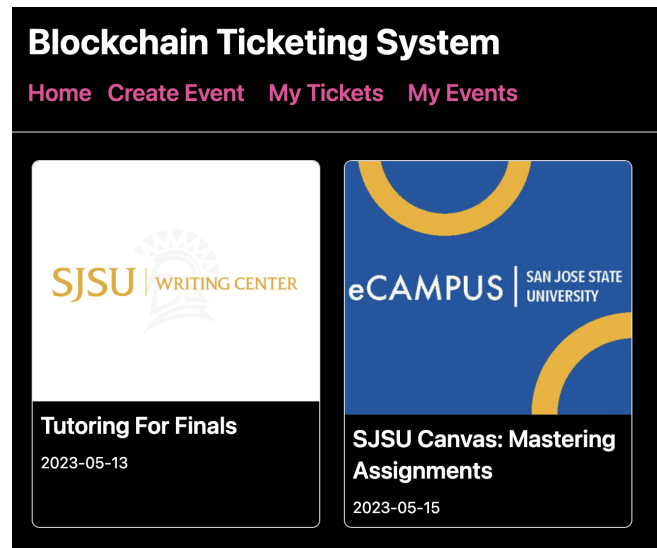 Blockchain Ticketing System
Home Create Event My Tickets My Events
SJSU WRITING CENTER
eCAMPUS SAN JOSE STATE
UNIVERSITY
Tutoring For Finals
2023-05-13
SJSU Canvas: Mastering
Assignments
2023-05-15